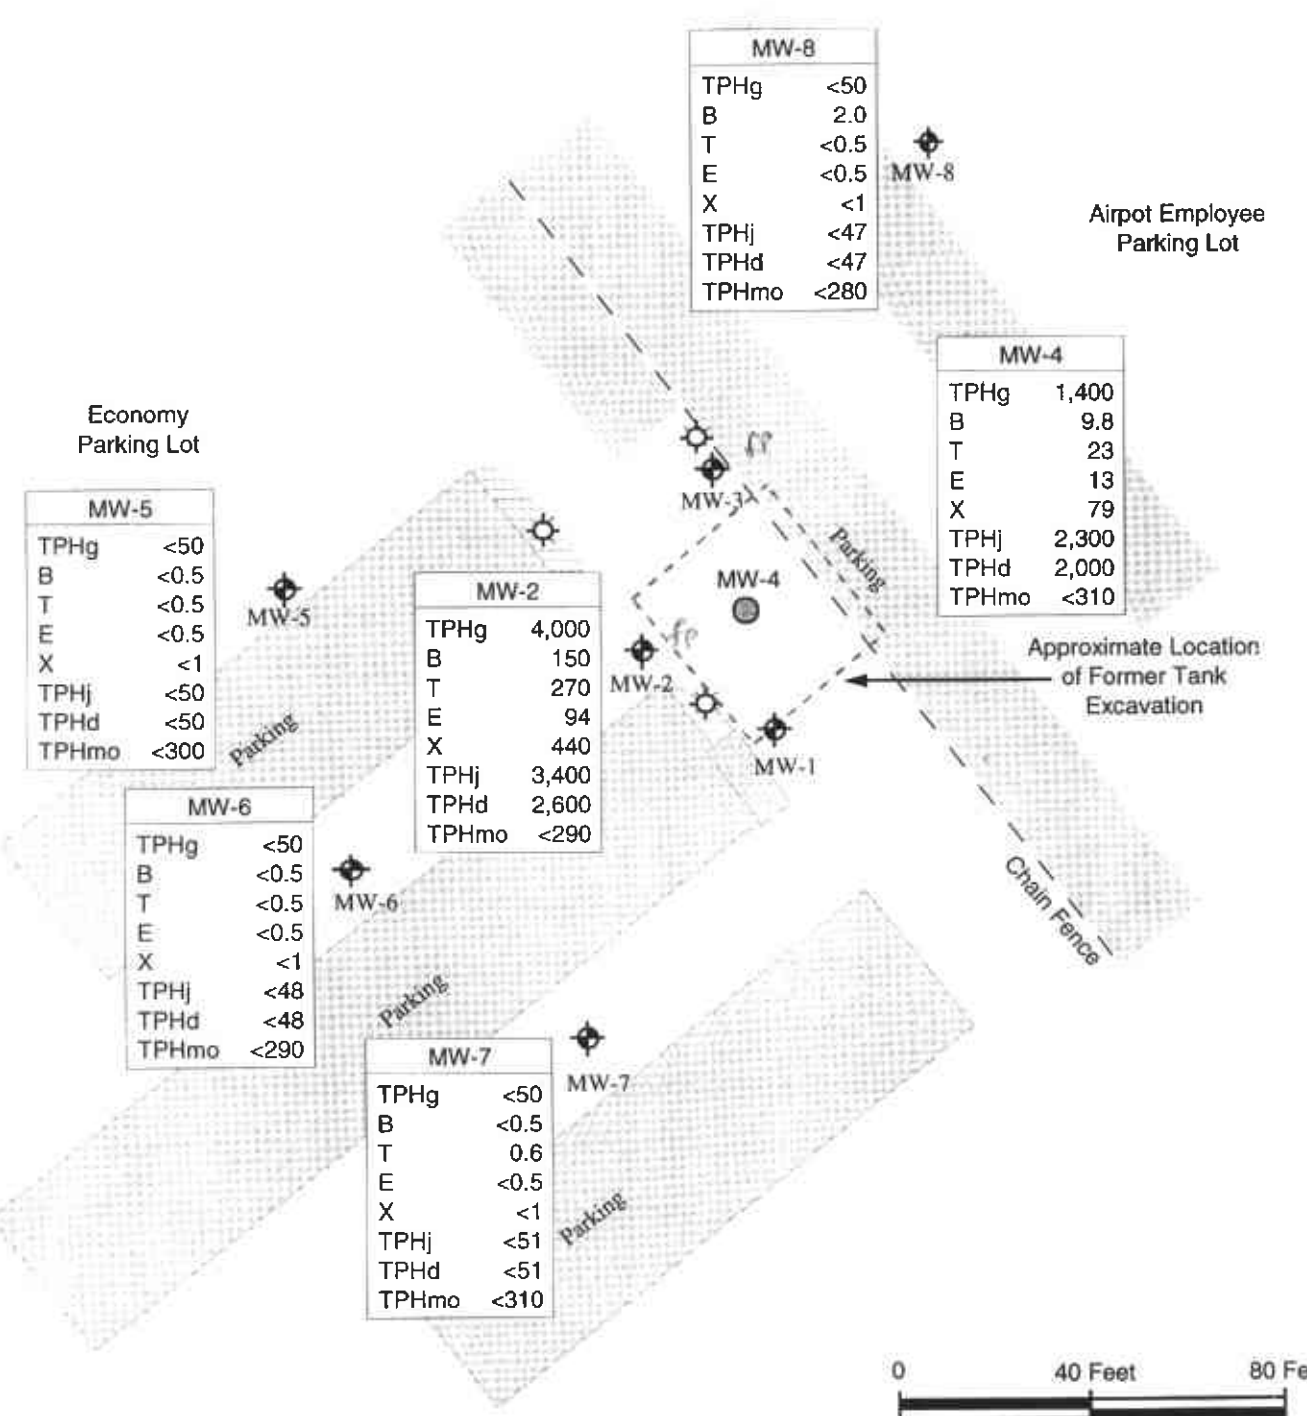 MW-8
TPHg <50
B 2.0
T <0.5
E <0.5
X <1
TPHj <47
TPHd <47
TPHmo <280
MW-8
Airpot Employee
Parking Lot
MW-4
TPHg 1,400
B 9.8
T 23
E 13
X 79
TPHj 2,300
TPHd 2,000
TPHmo <310
Economy
Parking Lot
MW-3
fp
Parking
MW-4
MW-5
TPHg <50
B <0.5
T <0.5
E <0.5
X <1
TPHj <50
TPHd <50
TPHmo <300
MW-5
Parking
MW-2
TPHg 4,000
B 150
T 270
E 94
X 440
TPHj 3,400
TPHd 2,600
TPHmo <290
fp
MW-2
MW-1
Approximate Location
of Former Tank
Excavation
Chain Fence
MW-6
TPHg <50
B <0.5
T <0.5
E <0.5
X <1
TPHj <48
TPHd <48
TPHmo <290
MW-6
Parking
MW-7
TPHg <50
B <0.5
T 0.6
E <0.5
X <1
TPHj <51
TPHd <51
TPHmo <310
MW-7
Parking
0 40 Feet 80 Fe